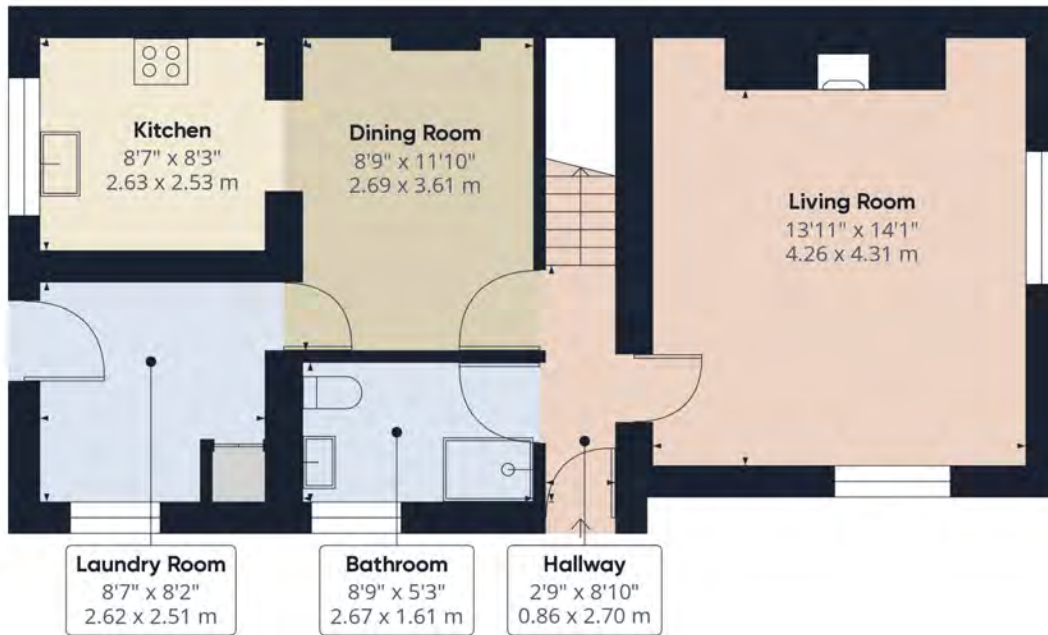 Kitchen
8'7" x 8'3"
2.63 x 2.53 m
Dining Room
8'9" x 11'10"
2.69 x 3.61 m
Living Room
13'11" x 14'1"
4.26 x 4.31 m
Laundry Room
8'7" x 8'2"
2.62 x 2.51 m
Bathroom
8'9" x 5'3"
2.67 x 1.61 m
Hallway
2'9" x 8'10"
0.86 x 2.70 m